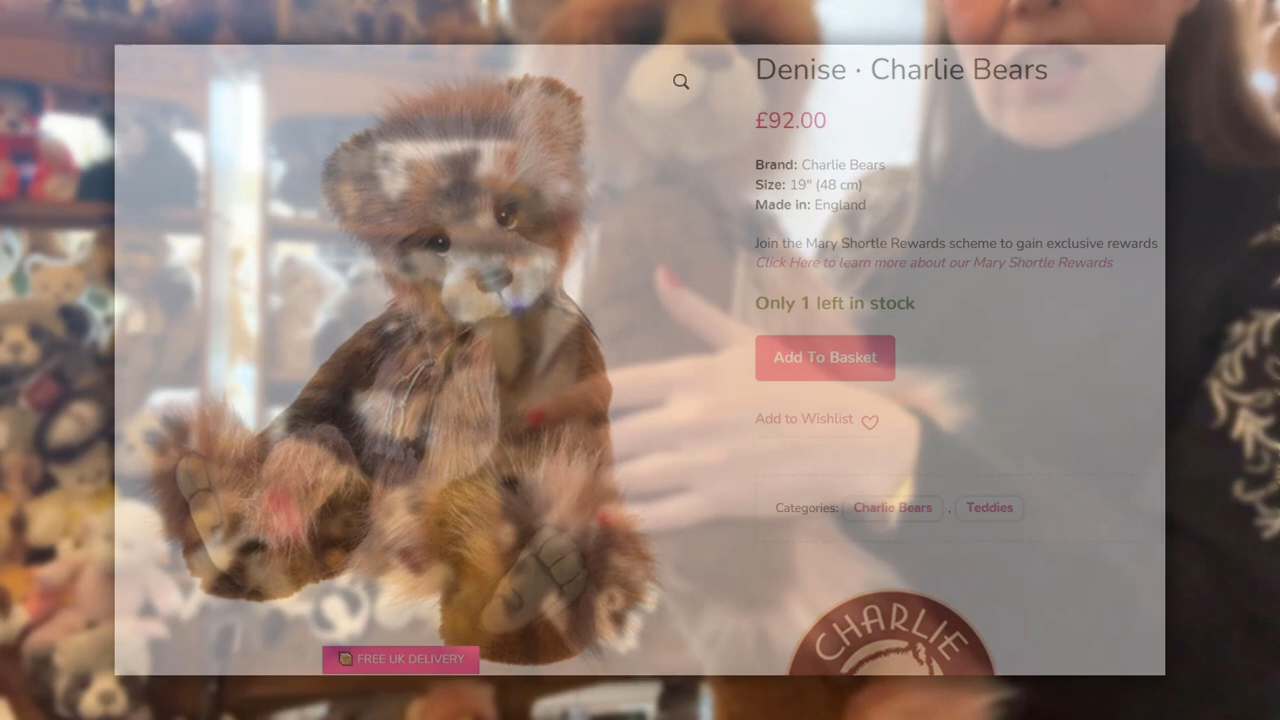 Denise · Charlie Bears
£92.00
Brand: Charlie Bears
Size: 19" (48 cm)
Made in: England
Join the Mary Shortle Rewards scheme to gain exclusive rewards
Click Here to learn more about our Mary Shortle Rewards
Only 1 left in stock
Add To Basket
Add to Wishlist
Categories: Charlie Bears , Teddies
CHARLIE
FREE UK DELIVERY